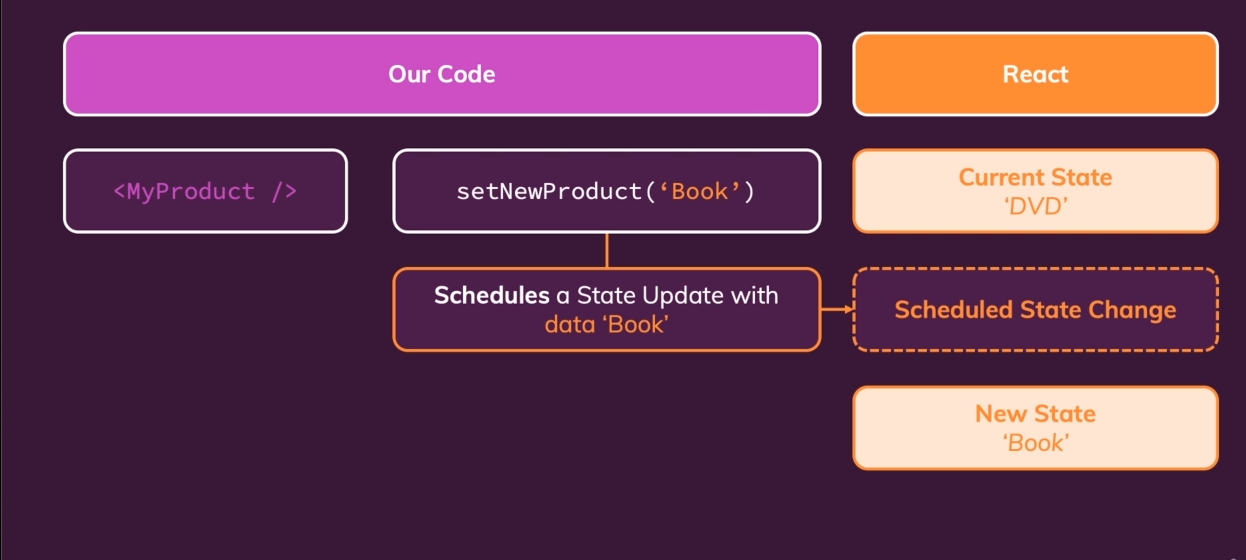 Our Code
React
<MyProduct />
setNewProduct(‘Book’)
Current State
‘DVD’
Schedules a State Update with
data ‘Book’
Scheduled State Change
New State
‘Book’